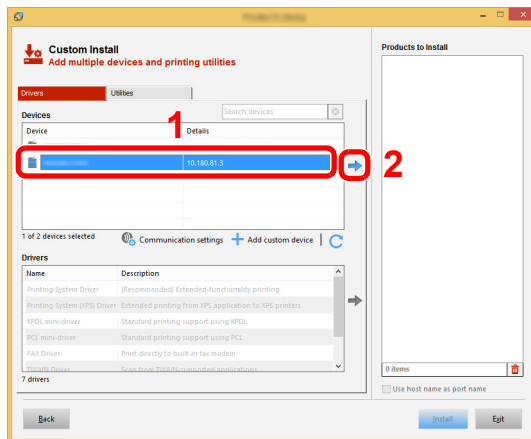 Custom Install
Add multiple devices and printing utilities
Products to Install
Drivers
Utilities
1
Devices
Search devices
Device
Details
10.180.81.3
2
1 of 2 devices selected
Communication settings
Add custom device
Drivers
Name
Description
Printing System Driver
(Recommended) Extended-functionality printing
Printing System (XPS) Driver
Extended printing from XPS application to XPS printers
KPDL mini-driver
Standard printing support using KPDL
PCL mini-driver
Standard printing support using PCL
FAX Driver
Print directly to built-in fax modem
TWAIN Driver
Scan from TWAIN-supported applications
7 drivers
0 items
Use host name as port name
Back
Install
Exit